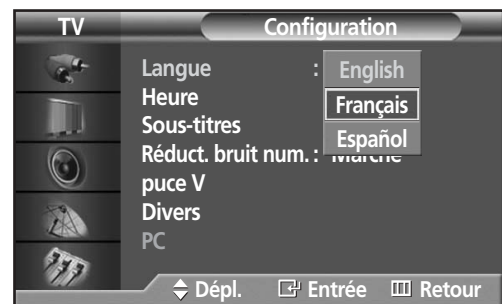 TV Configuration
Langue : English
Heure Français
Sous-titres Español
Réduct. bruit num. : Marche
puce V
Divers
PC
Dépl. Entrée Retour